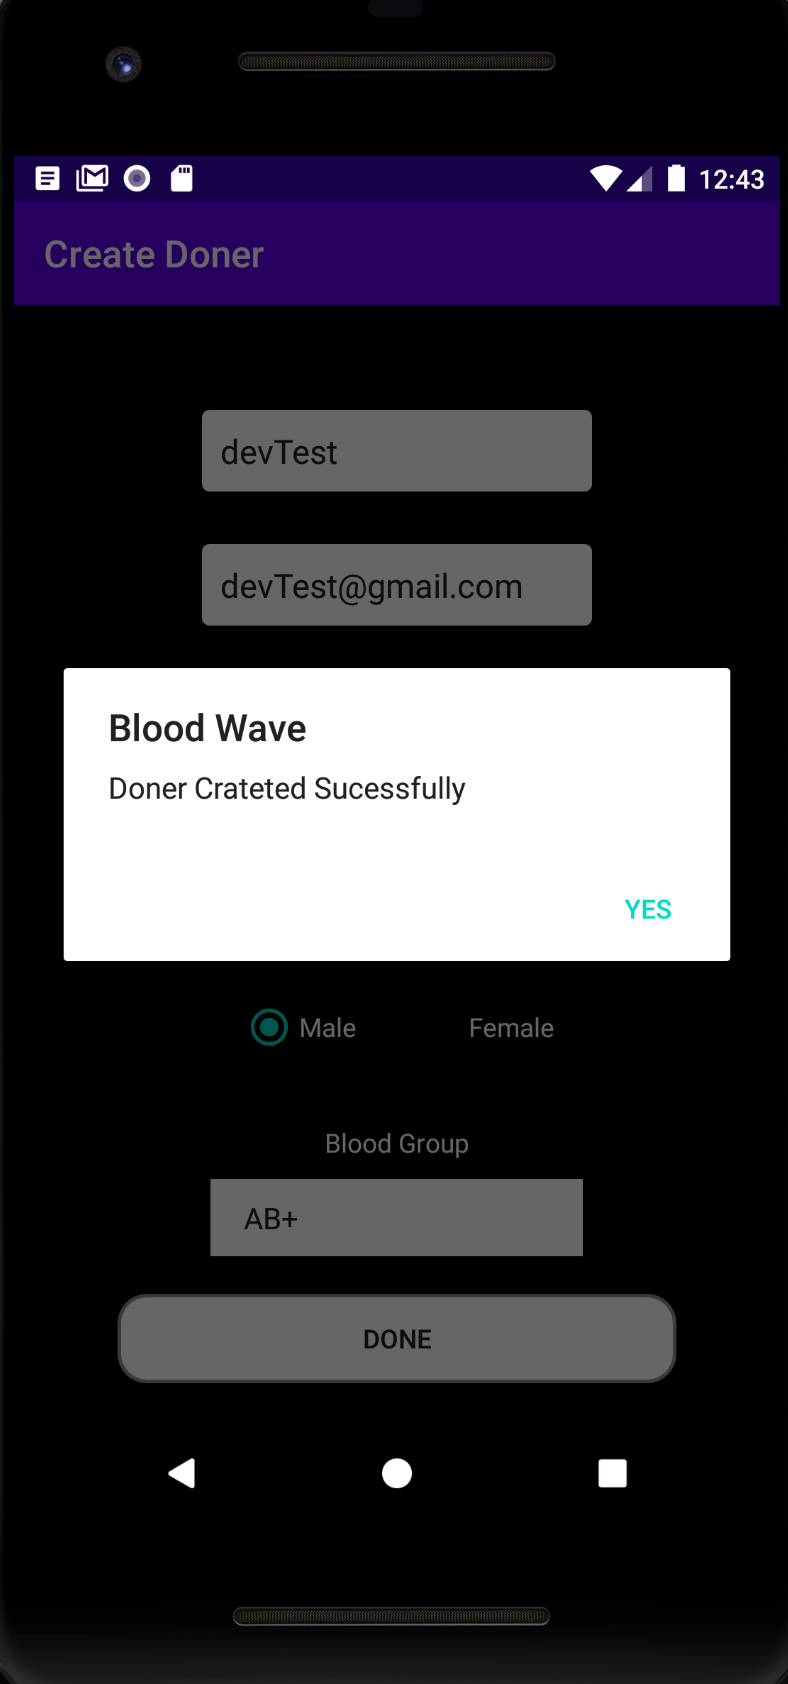 12:43
Create Doner
devTest
devTest@gmail.com
Blood Wave
Doner Crateted Sucessfully
YES
Male Female
Blood Group
AB+
DONE